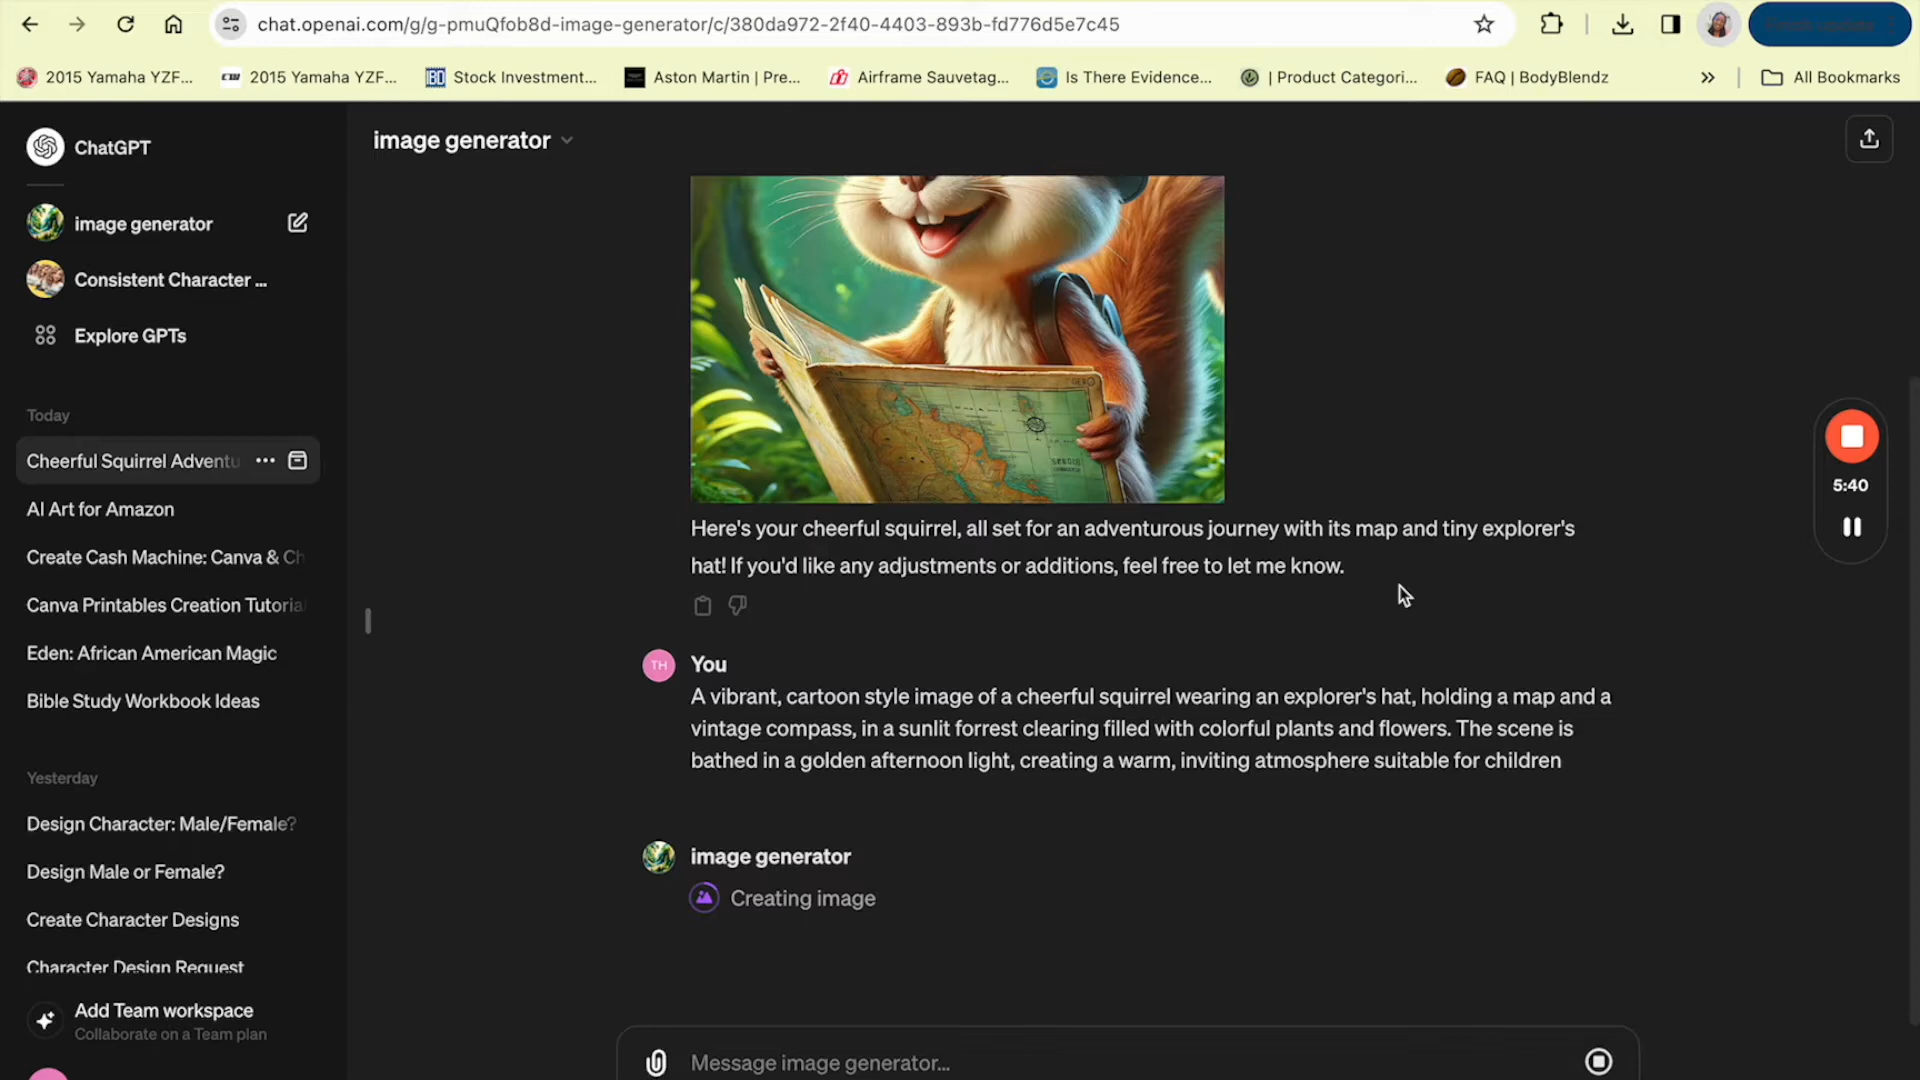 chat.openai.com/g/g-pmuQfob8d-image-generator/c/380da972-2f40-4403-893b-fd776d5e7c45
2015 Yamaha YZF...
2015 Yamaha YZF...
Stock Investment...
Aston Martin | Pre...
Airframe Sauvetag...
Is There Evidence...
| Product Categori...
FAQ | BodyBlendz
»
All Bookmarks
ChatGPT
image generator
Consistent Character ...
Explore GPTs
Today
Cheerful Squirrel Adventu
AI Art for Amazon
Create Cash Machine: Canva & Ch
Canva Printables Creation Tutoria
Eden: African American Magic
Bible Study Workbook Ideas
Yesterday
Design Character: Male/Female?
Design Male or Female?
Create Character Designs
Character Design Request
Add Team workspace
Collaborate on a Team plan
image generator
Here's your cheerful squirrel, all set for an adventurous journey with its map and tiny explorer's
hat! If you'd like any adjustments or additions, feel free to let me know.
TH
You
A vibrant, cartoon style image of a cheerful squirrel wearing an explorer's hat, holding a map and a
vintage compass, in a sunlit forrest clearing filled with colorful plants and flowers. The scene is
bathed in a golden afternoon light, creating a warm, inviting atmosphere suitable for children
image generator
Creating image
Message image generator...
5:40